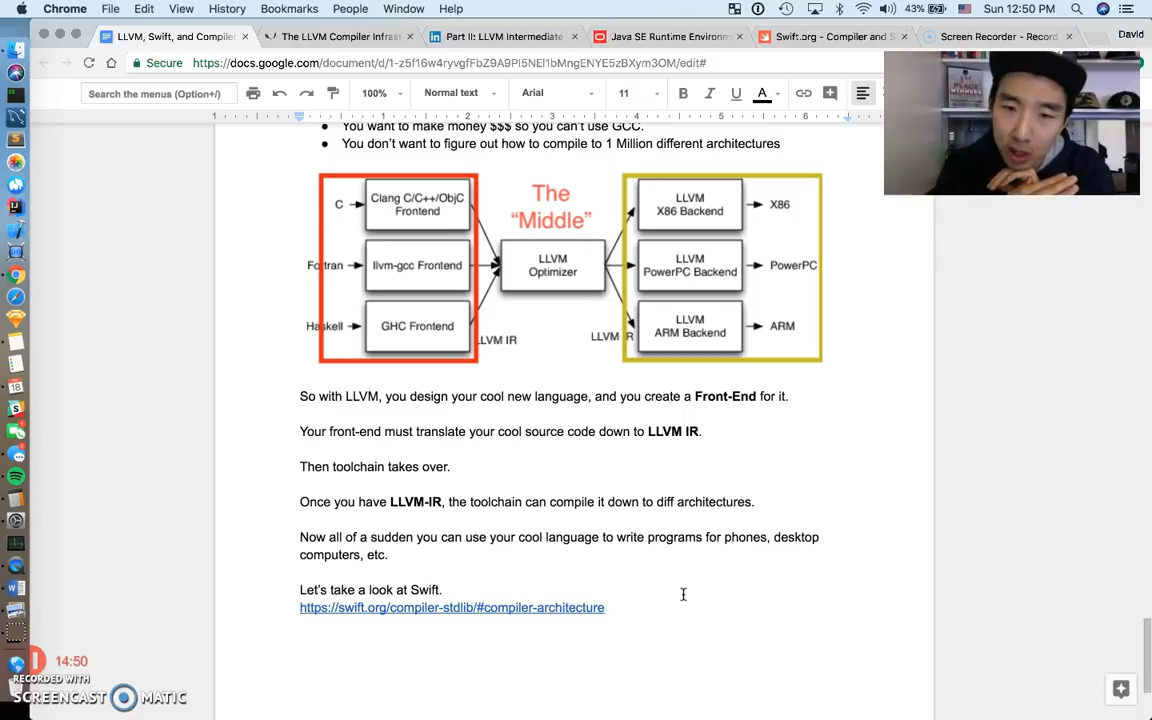 Chrome File Edit View History Bookmarks People Window Help 43% Sun 12:50 PM
LLVM, Swift, and Compiler × The LLVM Compiler Infrast × Part II: LLVM Intermediate × Java SE Runtime Environm × Swift.org - Compiler and S × Screen Recorder - Record × David
Secure https://docs.google.com/document/d/1-z5f16w4ryvgfFbZ9A9PI5NEl1bMngENYE5zBXym3OM/edit#
Search the menus (Option+/) 100% Normal text Arial 11 B I U A
1 1 2 3 4 5 6
● You want to make money $$$ so you can't use GCC.
● You don't want to figure out how to compile to 1 Million different architectures
The
"Middle"
C
Clang C/C++/ObjC
Frontend
LLVM
X86 Backend
X86
Fortran
llvm-gcc Frontend
LLVM
Optimizer
LLVM
PowerPC Backend
PowerPC
Haskell
GHC Frontend
LLVM IR
LLVM IR
LLVM
ARM Backend
ARM
So with LLVM, you design your cool new language, and you create a Front-End for it.
Your front-end must translate your cool source code down to LLVM IR.
Then toolchain takes over.
Once you have LLVM-IR, the toolchain can compile it down to diff architectures.
Now all of a sudden you can use your cool language to write programs for phones, desktop
computers, etc.
Let's take a look at Swift.
https://swift.org/compiler-stdlib/#compiler-architecture
14:50
RECORDED WITH
SCREENCAST MATIC